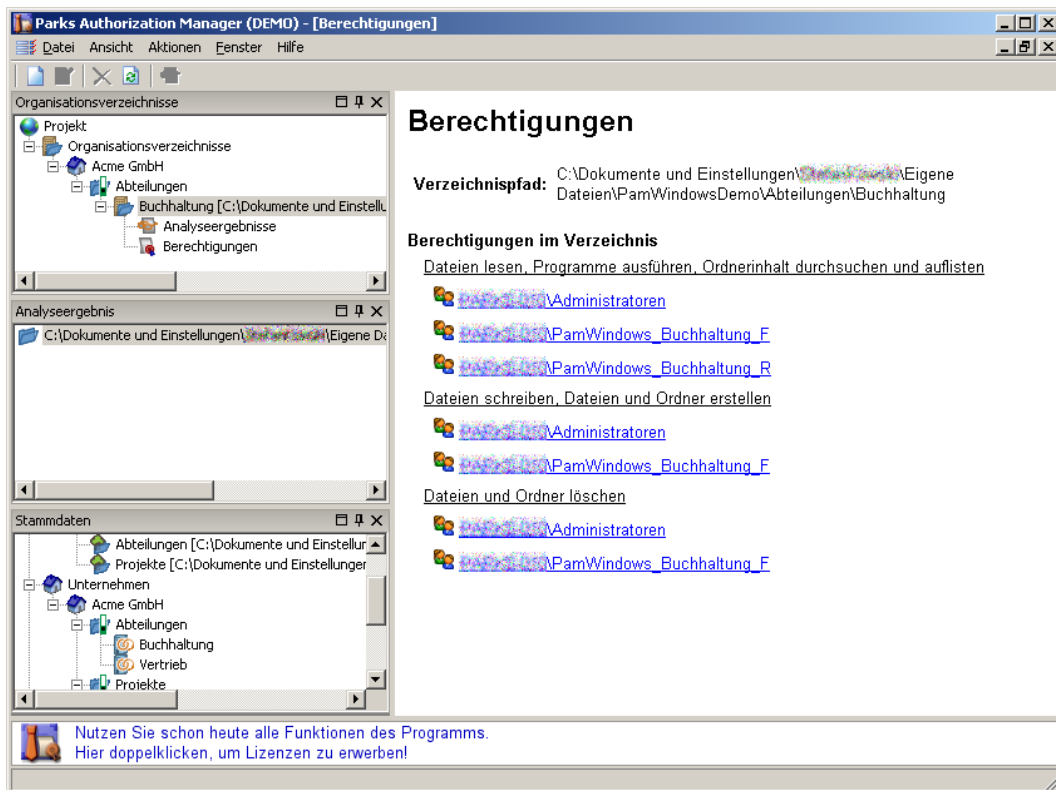 Parks Authorization Manager (DEMO) - [Berechtigungen]
Datei Ansicht Aktionen Fenster Hilfe
Organisationsverzeichnisse
Projekt
Organisationsverzeichnisse
Acme GmbH
Abteilungen
Buchhaltung [C:\Dokumente und Einstellu
Analyseergebnisse
Berechtigungen
Analyseergebnis
C:\Dokumente und Einstellungen\ \Eigene Da
Stammdaten
Abteilungen [C:\Dokumente und Einstellur
Projekte [C:\Dokumente und Einstellunger
Unternehmen
Acme GmbH
Abteilungen
Buchhaltung
Vertrieb
Projekte
Berechtigungen
Verzeichnispfad: C:\Dokumente und Einstellungen\ \Eigene
Dateien\PamWindowsDemo\Abteilungen\Buchhaltung
Berechtigungen im Verzeichnis
Dateien lesen, Programme ausführen, Ordnerinhalt durchsuchen und auflisten
\Administratoren
\PamWindows_Buchhaltung_F
\PamWindows_Buchhaltung_R
Dateien schreiben, Dateien und Ordner erstellen
\Administratoren
\PamWindows_Buchhaltung_F
Dateien und Ordner löschen
\Administratoren
\PamWindows_Buchhaltung_F
Nutzen Sie schon heute alle Funktionen des Programms.
Hier doppelklicken, um Lizenzen zu erwerben!